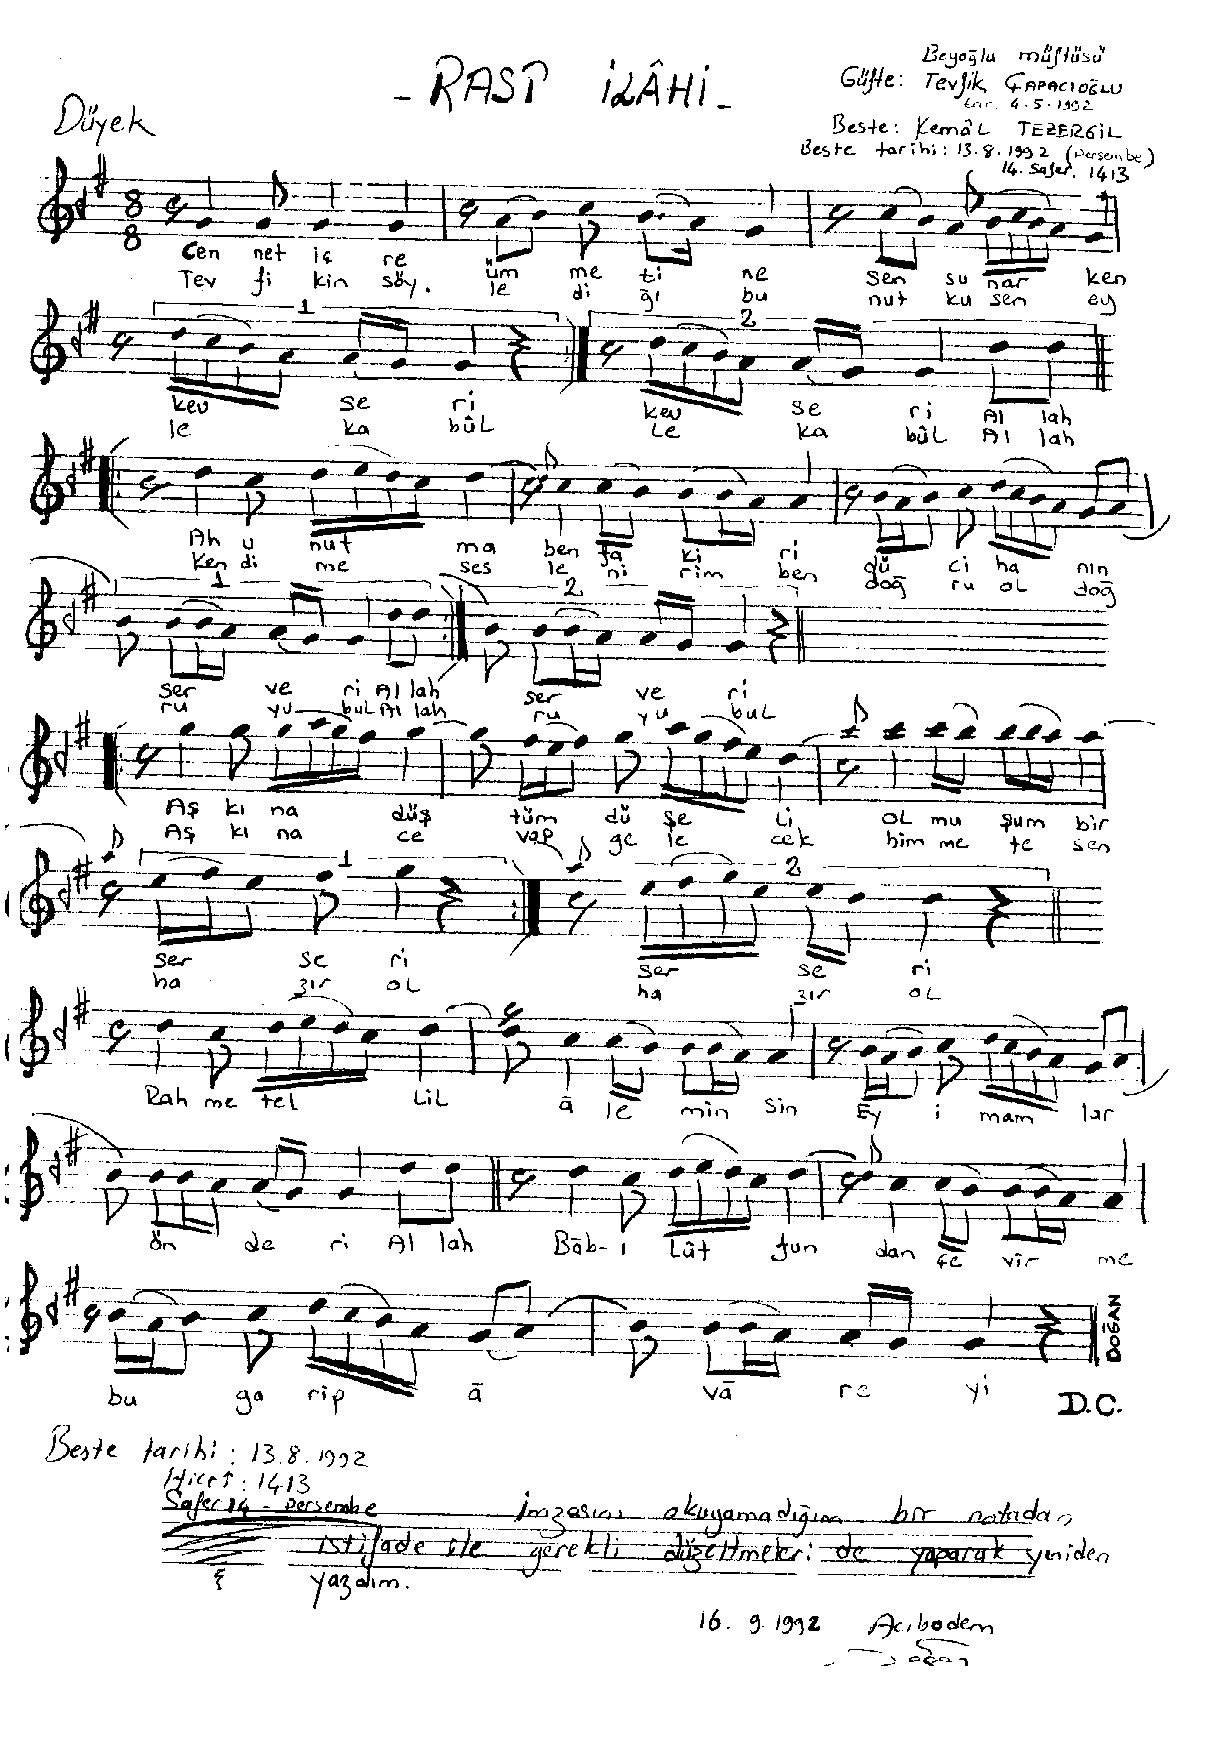 - RAST İLÂHİ -
Beyoğlu müftüsü
Güfte: Tevfik ÇAPACIOĞLU
tar. 4.5.1992
Düyek
Beste: Kemâl TEZERGİL
Beste tarihi: 13.8.1992 (Perşembe)
14. Safer. 1413
8
8
Cen net iç re üm me ti ne sen su nar ken
Tev fi kin söy. le di ği bu nut ku sen ey
1 2
kev se ri kev se ri Al lah
le ka bûl le ka bûl Al lah
Ah u nut ma ben fa ki ri dü ci ha nın
ken di me ses le ni rim ben doğ ru ol doğ
1 2
ser ve ri Al lah ser ve ri
ru yu bul Al lah ru yu bul
Aş kı na düş tüm dü şe li OL mu şum bir
Aş kı na ce vap ge le cek him me te sen
1 2
ser se ri ser se ri
ha zır OL ha zır OL
Rah me tel LiL â le min sin Ey i mam lar
ön de ri Al lah Bâb-ı Lût fun dan çe vir me
bu ga rip â vâ re yi
DOĞAN
D.C.
Beste tarihi: 13.8.1992
Hicrî: 1413
Safer 14 - Perşembe
İmzasını okuyamadığım bir notadan
istifade ile gerekli düzeltmeleri de yaparak yeniden
yazdım.
16. 9. 1992 Acıbadem
Doğan